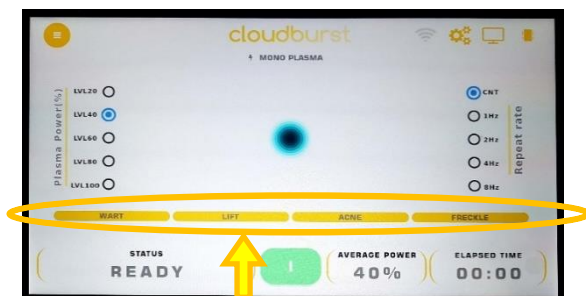 cloudburst
MONO PLASMA
Plasma Power(%)
LVL20
LVL40
LVL60
LVL80
LVL100
CNT
1Hz
2Hz
4Hz
8Hz
Repeat rate
WART LIFT ACNE FRECKLE
STATUS
READY
I
AVERAGE POWER
40%
ELAPSED TIME
00:00